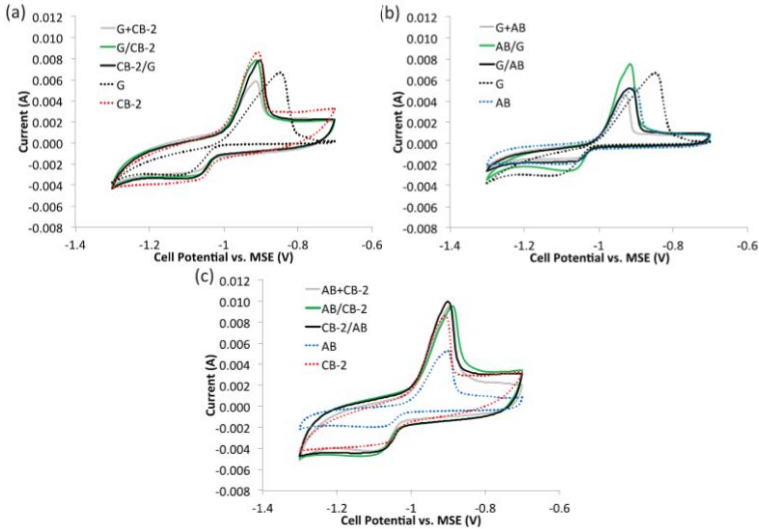 (a)
Current (A)
0.012
0.010
0.008
0.006
0.004
0.002
0.000
-0.002
-0.004
-0.006
-0.008
G+CB-2
G/CB-2
CB-2/G
G
CB-2
-1.4
-1.2
-1
-0.8
-0.6
Cell Potential vs. MSE (V)
(b)
Current (A)
0.012
0.010
0.008
0.006
0.004
0.002
0.000
-0.002
-0.004
-0.006
-0.008
G+AB
AB/G
G/AB
G
AB
-1.4
-1.2
-1
-0.8
-0.6
Cell Potential vs. MSE (V)
(c)
Current (A)
0.012
0.010
0.008
0.006
0.004
0.002
0.000
-0.002
-0.004
-0.006
-0.008
AB+CB-2
AB/CB-2
CB-2/AB
AB
CB-2
-1.4
-1.2
-1
-0.8
-0.6
Cell Potential vs. MSE (V)